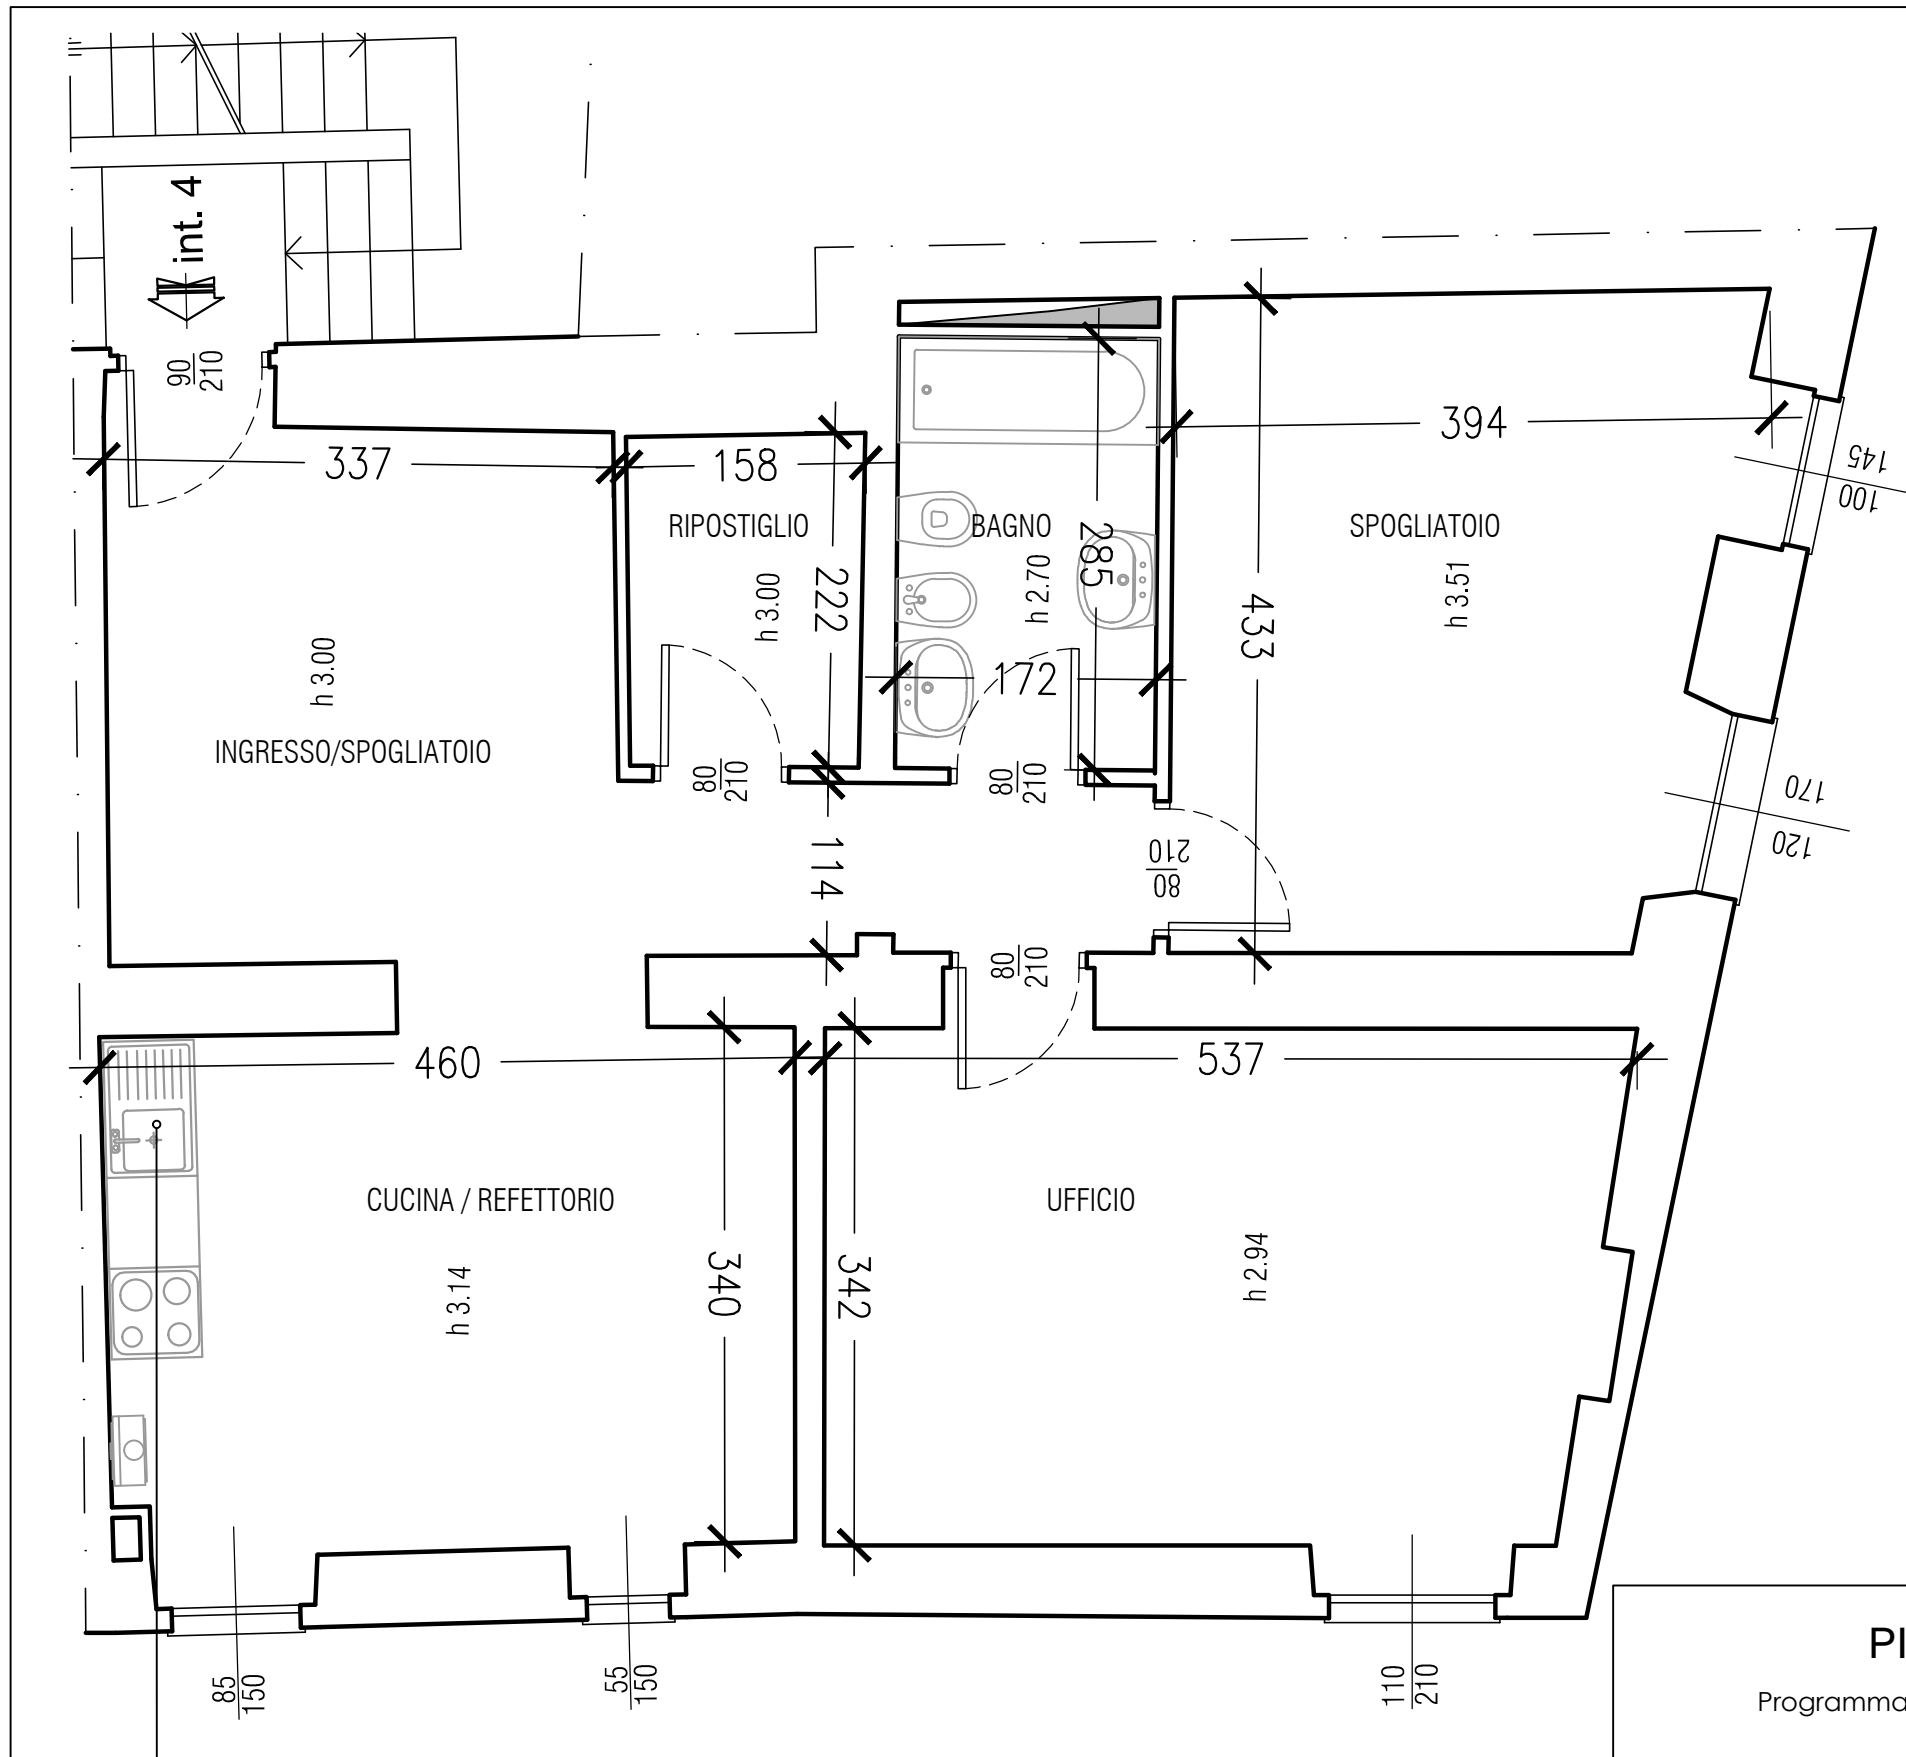 int. 4
90
210
337
158
394
145
100
RIPOSTIGLIO
BAGNO
SPOGLIATOIO
h 3.00
222
h 2.70
285
433
h 3.51
h 3.00
172
INGRESSO/SPOGLIATOIO
80
210
80
210
170
120
114
210
80
80
210
460
537
CUCINA / REFETTORIO
UFFICIO
h 3.14
340
342
h 2.94
85
150
55
150
110
210
PI
Programma